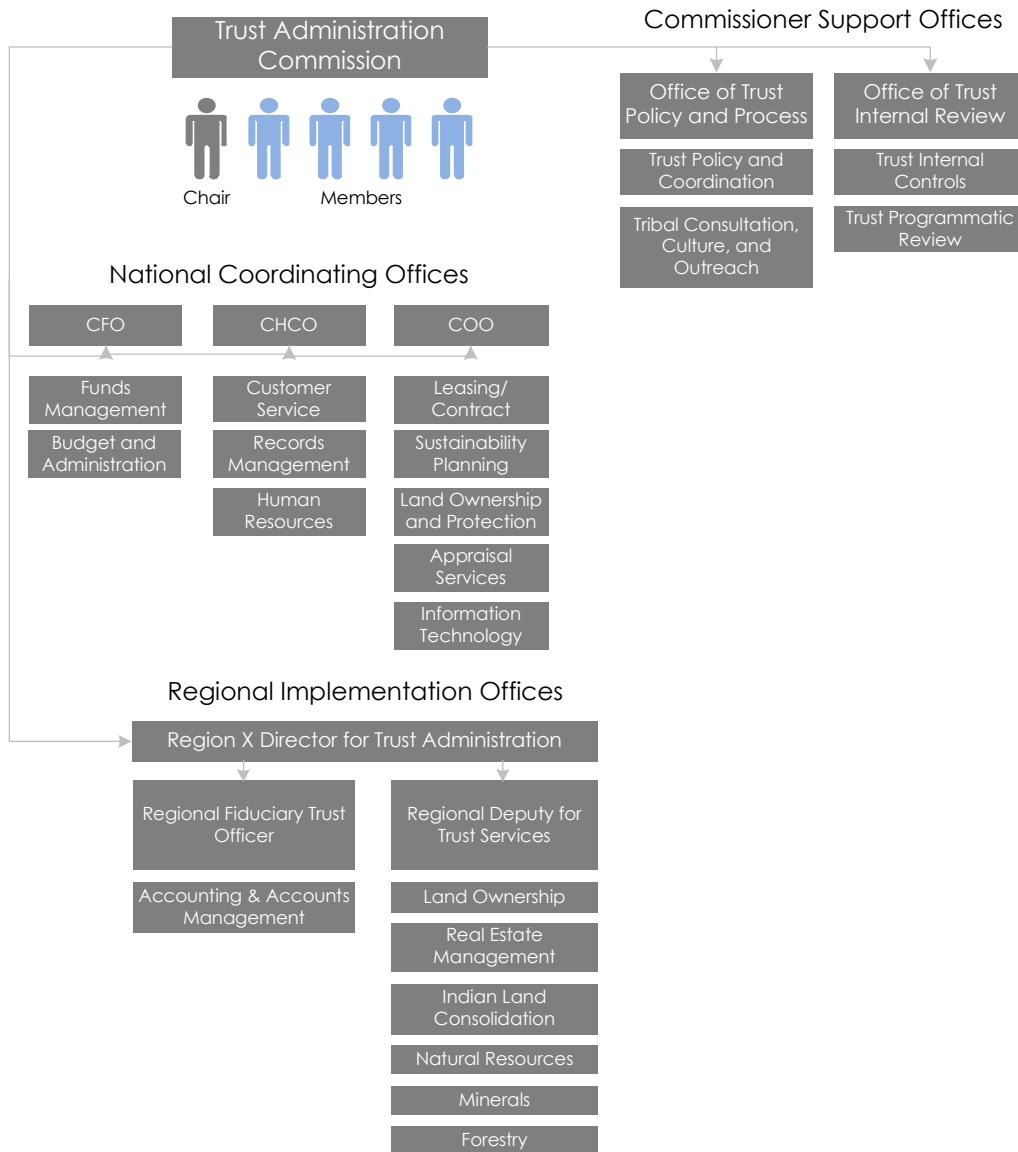 Trust Administration
Commission
Chair
Members
Commissioner Support Offices
Office of Trust
Policy and Process
Trust Policy and
Coordination
Tribal Consultation,
Culture, and
Outreach
Office of Trust
Internal Review
Trust Internal
Controls
Trust Programmatic
Review
National Coordinating Offices
CFO
Funds
Management
Budget and
Administration
CHCO
Customer
Service
Records
Management
Human
Resources
COO
Leasing/
Contract
Sustainability
Planning
Land Ownership
and Protection
Appraisal
Services
Information
Technology
Regional Implementation Offices
Region X Director for Trust Administration
Regional Fiduciary Trust
Officer
Accounting & Accounts
Management
Regional Deputy for
Trust Services
Land Ownership
Real Estate
Management
Indian Land
Consolidation
Natural Resources
Minerals
Forestry